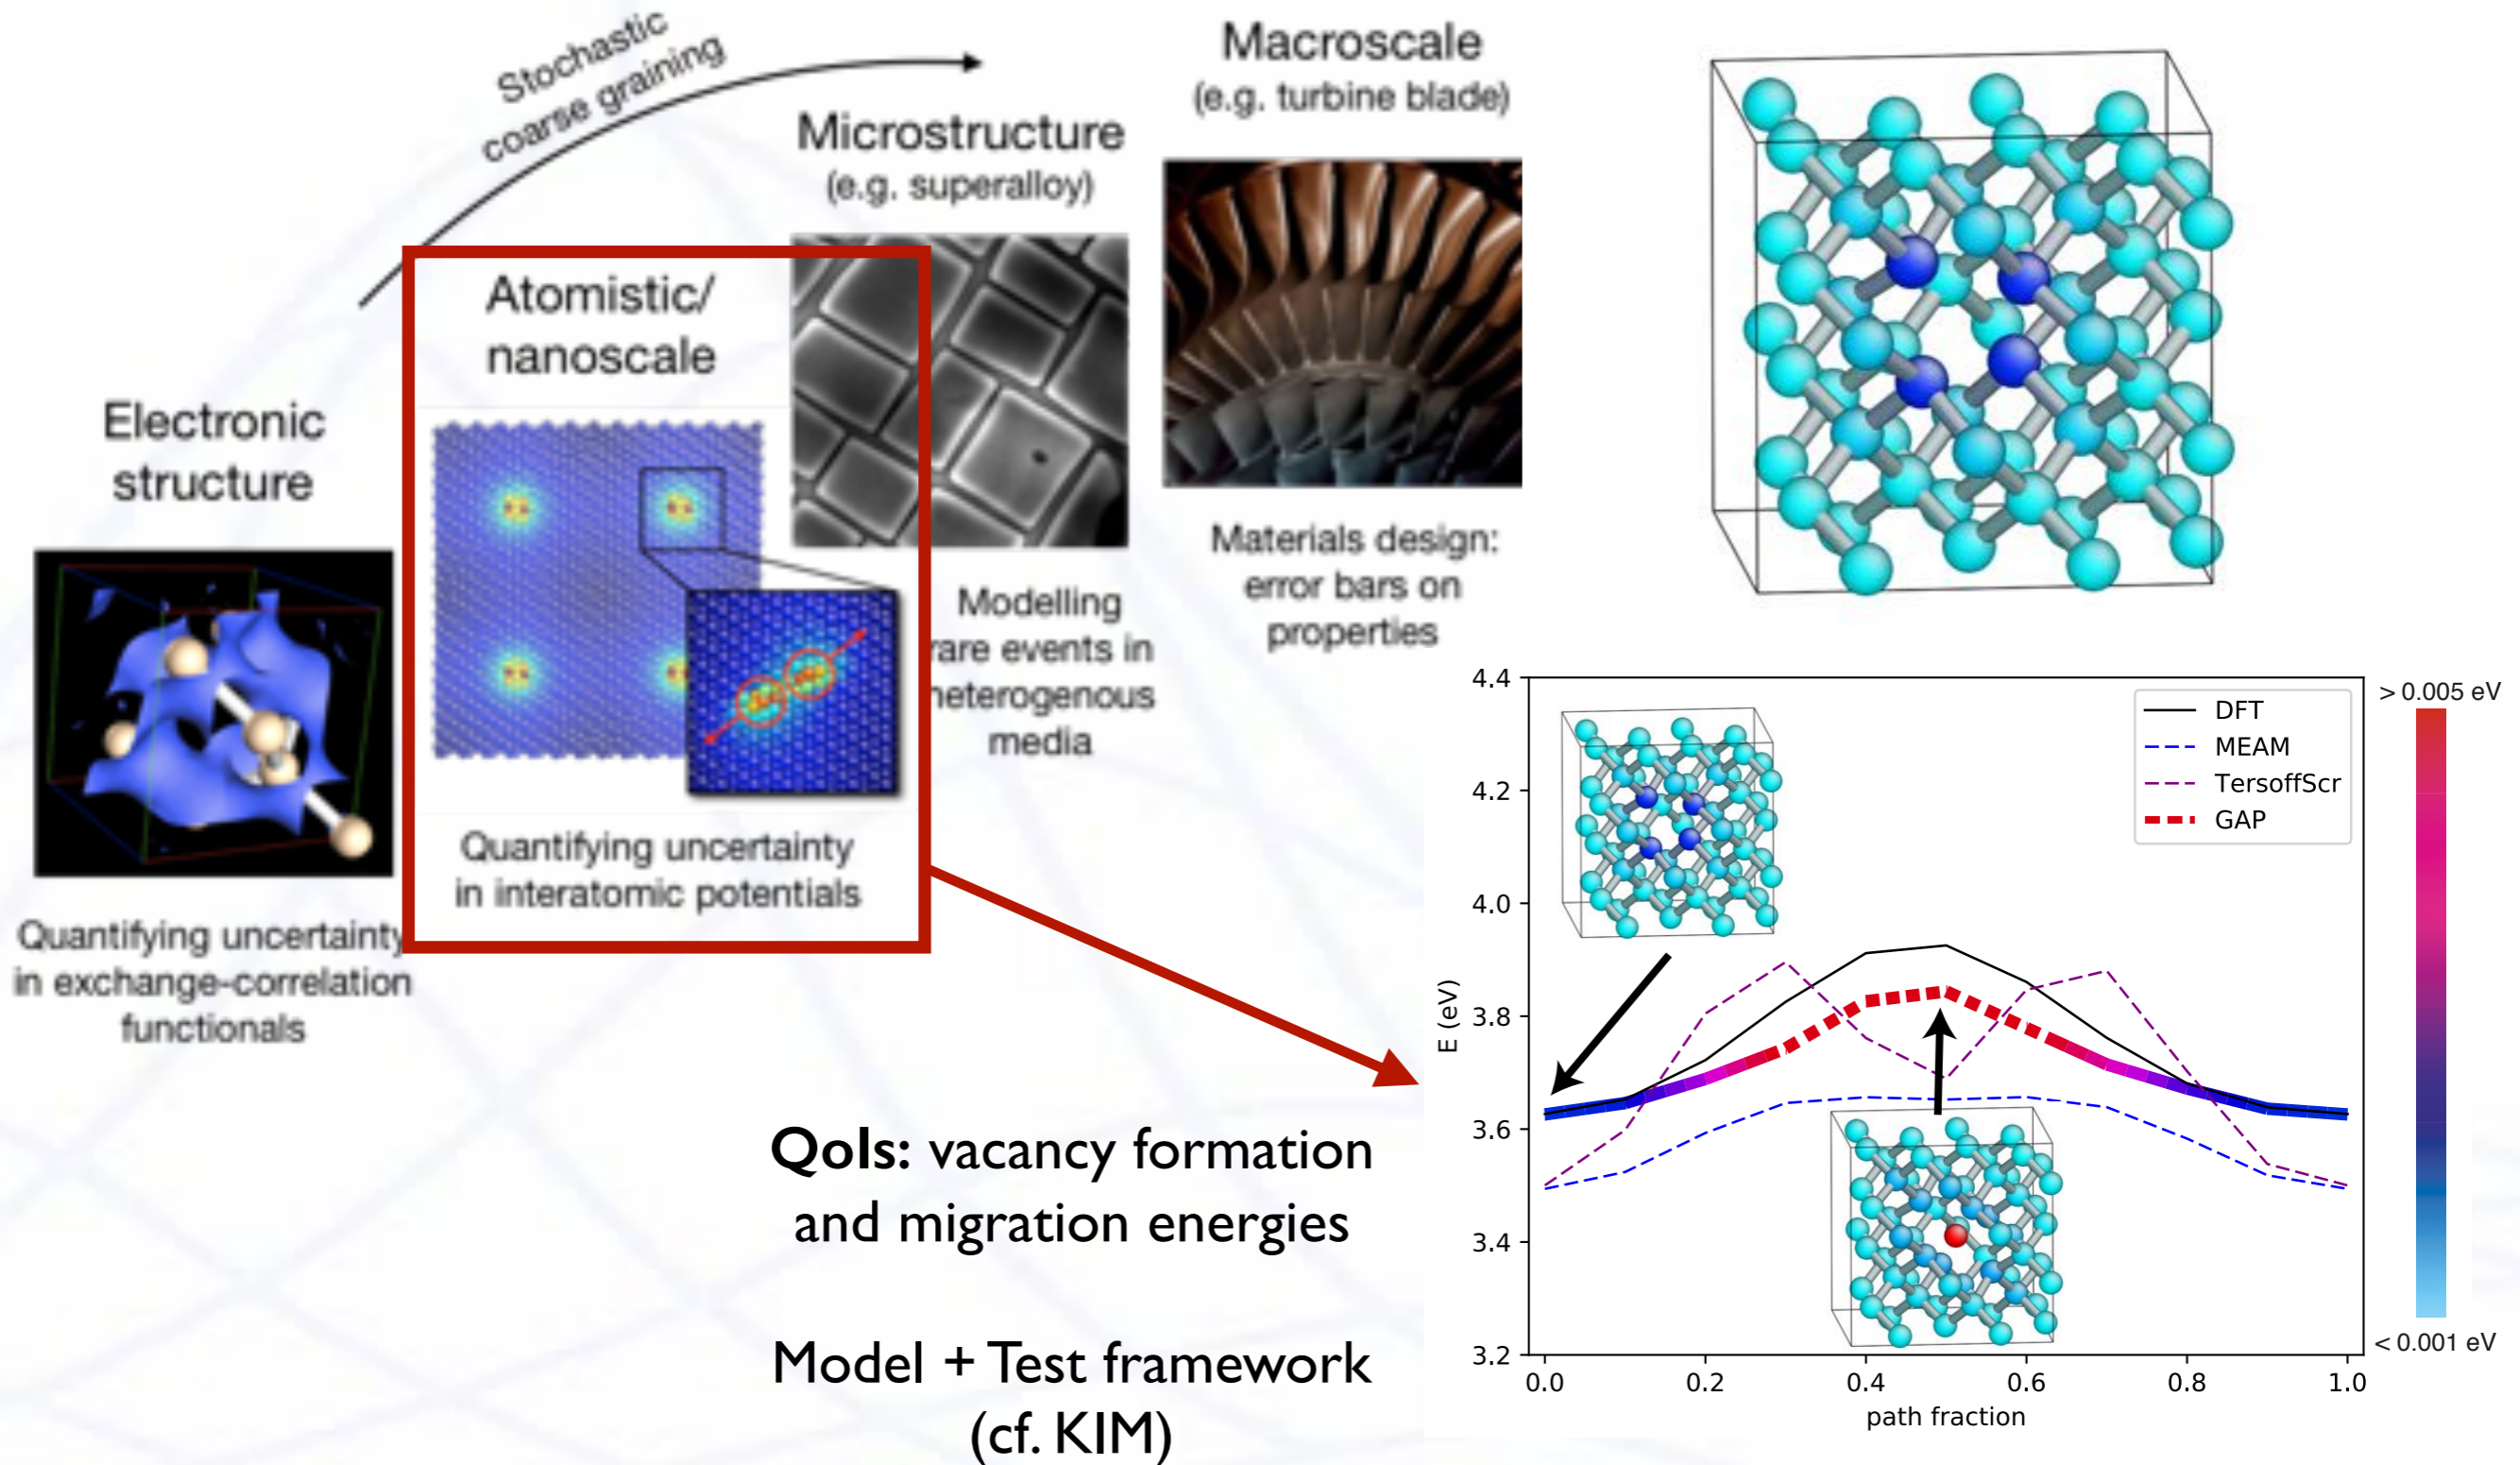 Stochastic
coarse graining
Macroscale
(e.g. turbine blade)
Microstructure
(e.g. superalloy)
Atomistic/
nanoscale
Electronic
structure
Quantifying uncertainty
in exchange-correlation
functionals
Quantifying uncertainty
in interatomic potentials
Modelling
rare events in
heterogenous
media
Materials design:
error bars on
properties
QoIs: vacancy formation
and migration energies
Model + Test framework
(cf. KIM)
4.4
4.2
4.0
3.8
3.6
3.4
3.2
E (eV)
0.0 0.2 0.4 0.6 0.8 1.0
path fraction
DFT
MEAM
TersoffScr
GAP
> 0.005 eV
< 0.001 eV